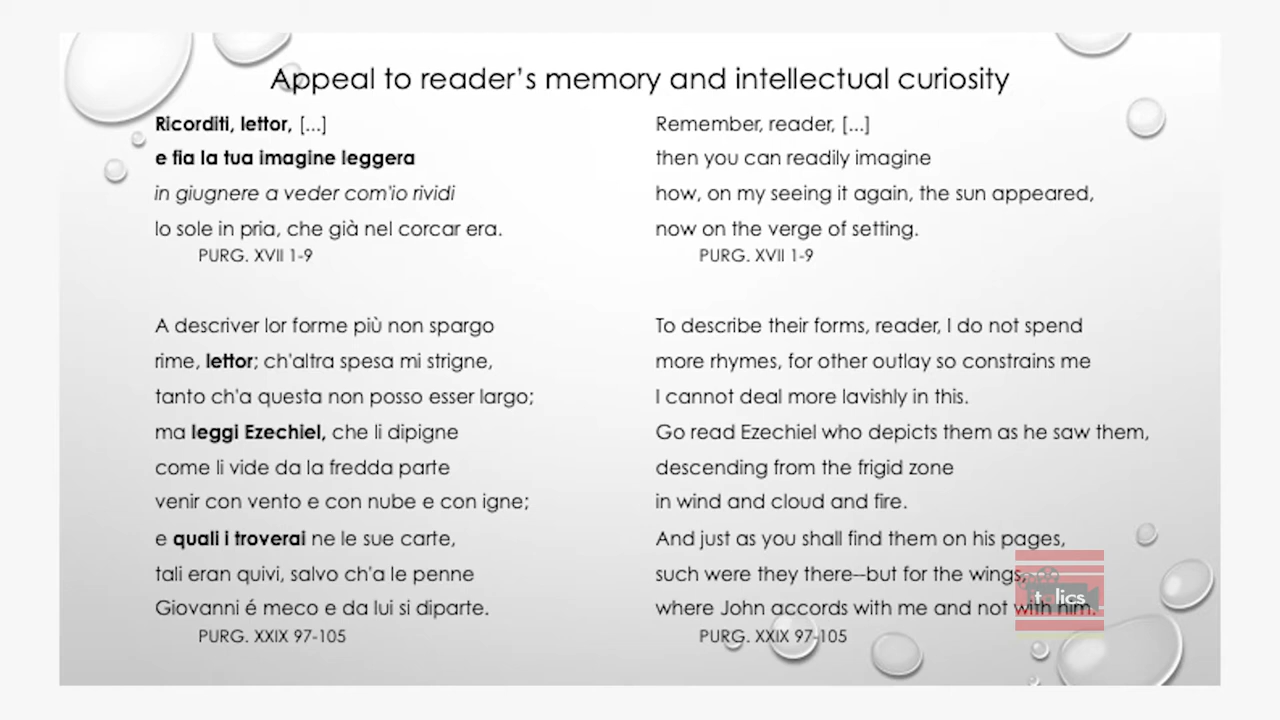 Appeal to reader's memory and intellectual curiosity
Ricorditi, lettor, [...]
e fia la tua imagine leggera
in giugnere a veder com'io rividi
lo sole in pria, che già nel corcar era.
PURG. XVII 1-9
A descriver lor forme più non spargo
rime, lettor; ch'altra spesa mi strigne,
tanto ch'a questa non posso esser largo;
ma leggi Ezechiel, che li dipigne
come li vide da la fredda parte
venir con vento e con nube e con igne;
e quali i troverai ne le sue carte,
tali eran quivi, salvo ch'a le penne
Giovanni é meco e da lui si diparte.
PURG. XXIX 97-105
Remember, reader, [...]
then you can readily imagine
how, on my seeing it again, the sun appeared,
now on the verge of setting.
PURG. XVII 1-9
To describe their forms, reader, I do not spend
more rhymes, for other outlay so constrains me
I cannot deal more lavishly in this.
Go read Ezechiel who depicts them as he saw them,
descending from the frigid zone
in wind and cloud and fire.
And just as you shall find them on his pages,
such were they there--but for the wings,
where John accords with me and not with him.
PURG. XXIX 97-105
italics